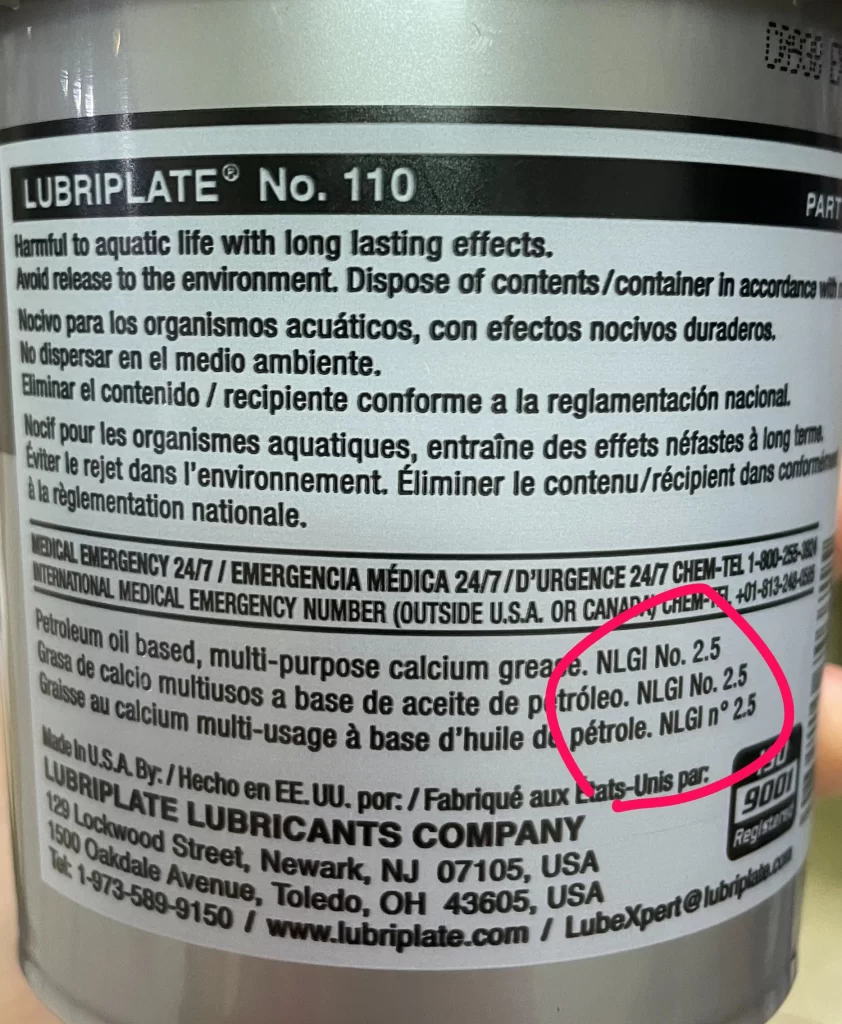 LUBRIPLATE® No. 110
PART
Harmful to aquatic life with long lasting effects.
Avoid release to the environment. Dispose of contents/container in accordance with
Nocivo para los organismos acuáticos, con efectos nocivos duraderos.
No dispersar en el medio ambiente.
Eliminar el contenido / recipiente conforme a la reglamentación nacional.
Nocif pour les organismes aquatiques, entraîne des effets néfastes à long terme.
Éviter le rejet dans l'environnement. Éliminer le contenu/récipient dans
à la règlementation nationale.
MEDICAL EMERGENCY 24/7 / EMERGENCIA MÉDICA 24/7/D'URGENCE 24/7 CHEM-TEL
INTERNATIONAL MEDICAL EMERGENCY NUMBER (OUTSIDE U.S.A. OR CANADA) CHEM-TEL
Petroleum oil based, multi-purpose calcium grease. NLGI No. 2.5
Grasa de calcio multiusos a base de aceite de petróleo. NLGI No. 2.5
Graisse au calcium multi-usage à base d'huile de pétrole. NLGI n° 2.5
Made In U.S.A. By: / Hecho en EE.UU. por: / Fabriqué aux États-Unis par:
LUBRIPLATE LUBRICANTS COMPANY
129 Lockwood Street, Newark, NJ 07105, USA
1500 Oakdale Avenue, Toledo, OH 43605, USA
Tel: 1-973-589-9150 / www.lubriplate.com / LubeXpert@lubriplate.com
ISO
9001
Registered